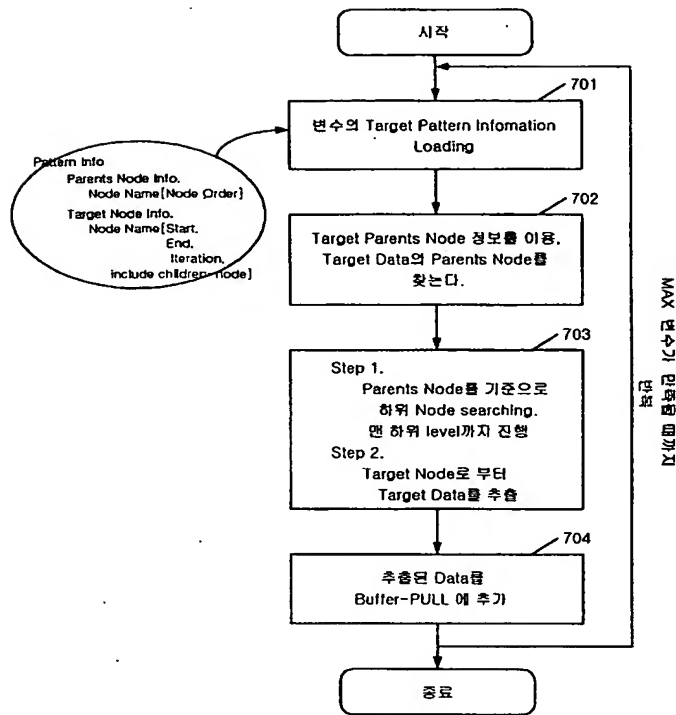 시작
701
변수의 Target Pattern Infomation
Loading
Pattern Info
Parents Node Info.
Node Name[Node Order]
Target Node Info.
Node Name[Start.
End.
Iteration.
include children node]
702
Target Parents Node 정보를 이용.
Target Data의 Parents Node를
찾는다.
703
Step 1.
Parents Node를 기준으로
하위 Node searching.
맨 하위 level까지 진행
Step 2.
Target Node로 부터
Target Data를 추출
704
추출된 Data를
Buffer-PULL 에 추가
종료
MAX 변수가 만족될 때까지
반복